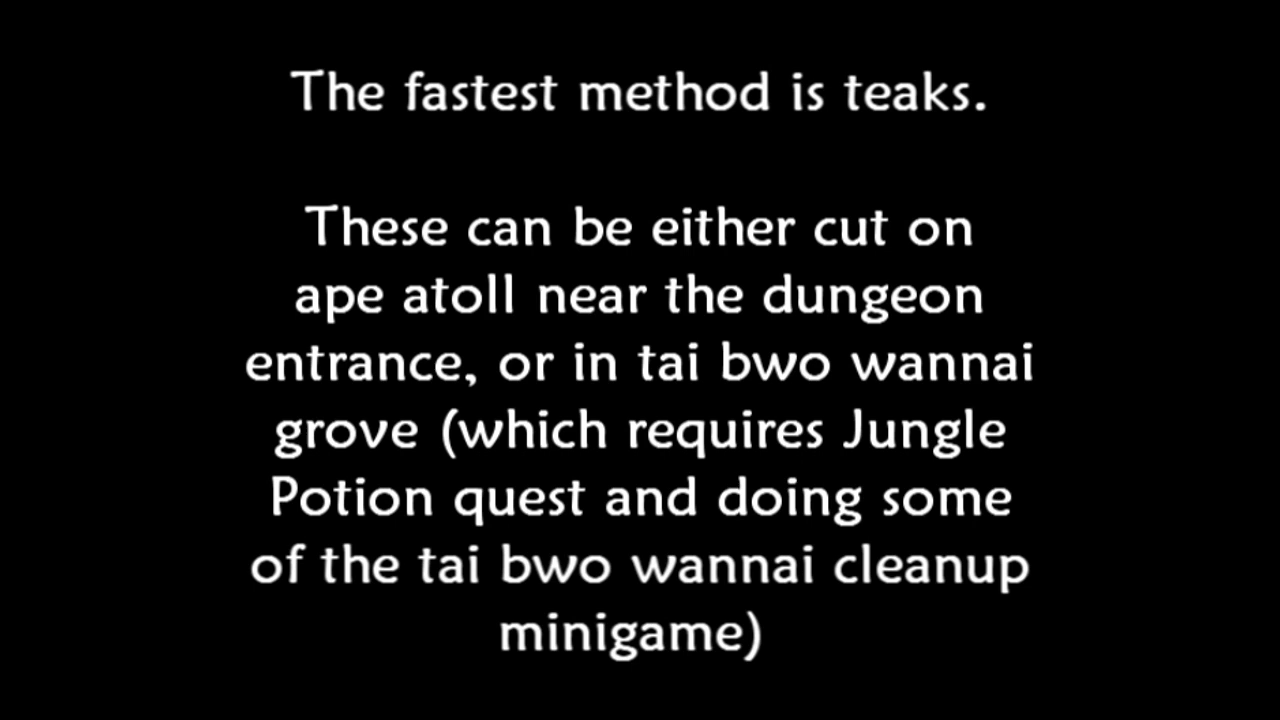 The fastest method is teaks.
These can be either cut on
ape atoll near the dungeon
entrance, or in tai bwo wannai
grove (which requires Jungle
Potion quest and doing some
of the tai bwo wannai cleanup
minigame)